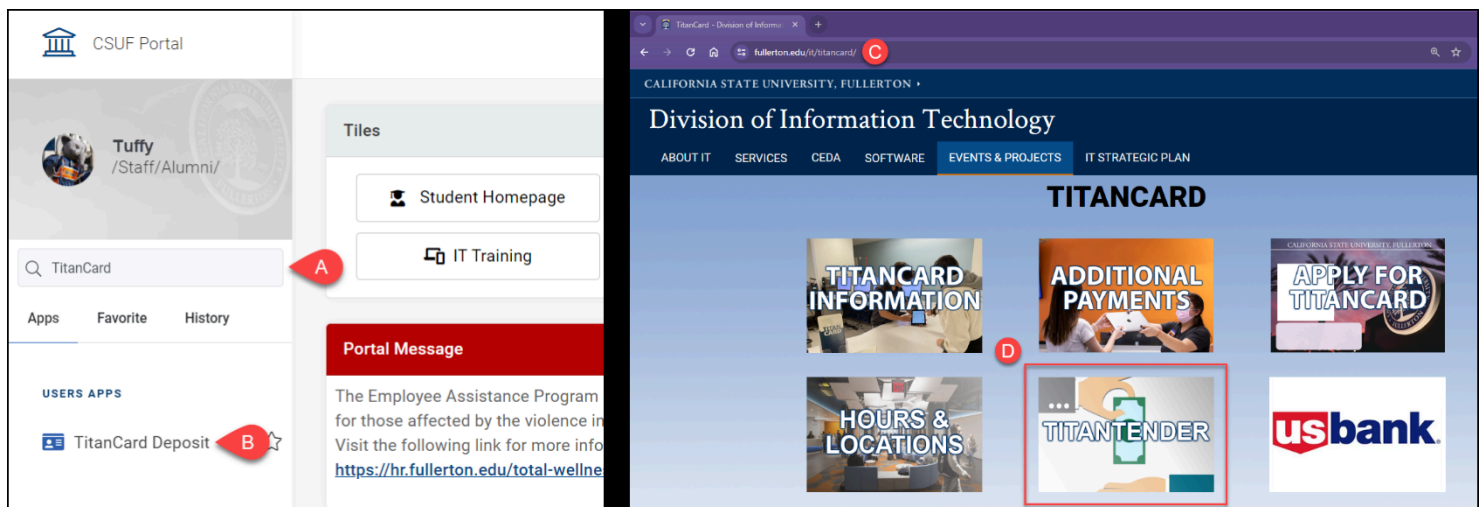 CSUF Portal
Tuffy
/Staff/Alumni/
TitanCard
A
Apps Favorite History
USERS APPS
TitanCard Deposit
B
Tiles
Student Homepage
IT Training
Portal Message
The Employee Assistance Program
for those affected by the violence in
Visit the following link for more info
https://hr.fullerton.edu/total-wellne
TitanCard - Division of Informa
fullerton.edu/it/titancard/
C
CALIFORNIA STATE UNIVERSITY, FULLERTON
Division of Information Technology
ABOUT IT SERVICES CEDA SOFTWARE EVENTS & PROJECTS IT STRATEGIC PLAN
TITANCARD
TITANCARD
INFORMATION
ADDITIONAL
PAYMENTS
CALIFORNIA STATE UNIVERSITY, FULLERTON
APPLY FOR
TITANCARD
D
HOURS &
LOCATIONS
TITANTENDER
usbank